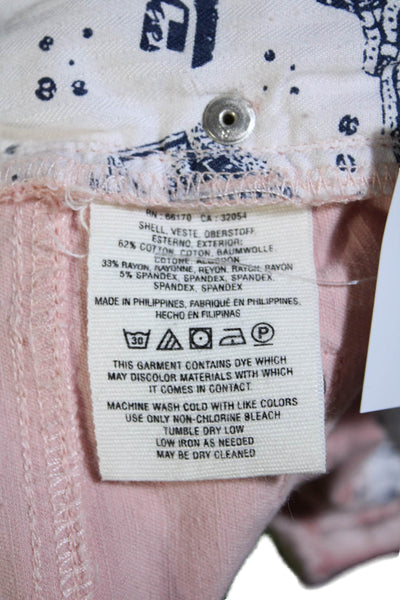 RN: 66170 CA: 32054
SHELL, VESTE, OBERSTOFF
ESTERNO, EXTERIOR:
62% COTTON, COTON, BAUMWOLLE,
COTONE, ALGODON
33% RAYON, RAYONNE, REYON, RAYON, RAYON
5% SPANDEX, SPANDEX, SPANDEX,
SPANDEX, SPANDEX
MADE IN PHILIPPINES, FABRIQUÉ EN PHILIPPINES,
HECHO EN FILIPINAS
30 P
THIS GARMENT CONTAINS DYE WHICH
MAY DISCOLOR MATERIALS WITH WHICH
IT COMES IN CONTACT.
MACHINE WASH COLD WITH LIKE COLORS
USE ONLY NON-CHLORINE BLEACH
TUMBLE DRY LOW
LOW IRON AS NEEDED
MAY BE DRY CLEANED